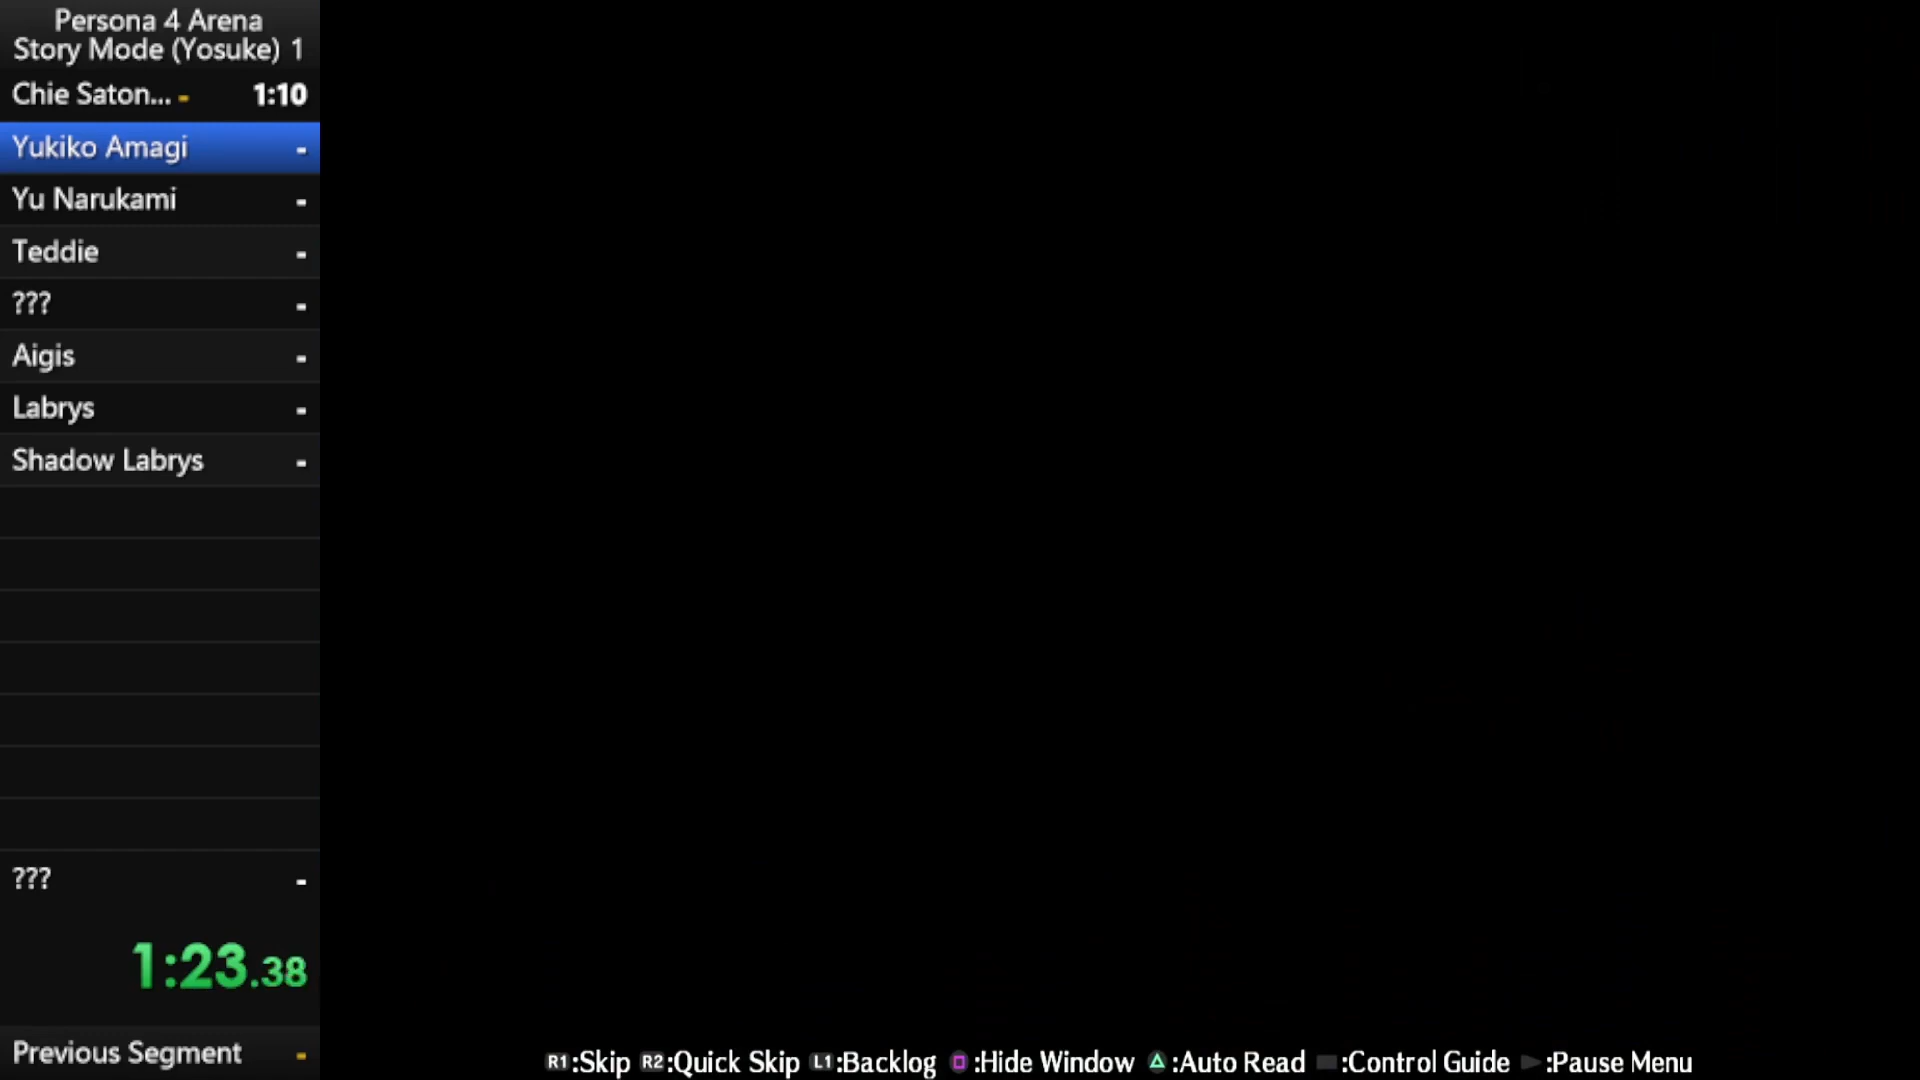 Persona 4 Arena
Story Mode (Yosuke) 1
Chie Saton... - 1:10
Yukiko Amagi -
Yu Narukami -
Teddie -
??? -
Aigis -
Labrys -
Shadow Labrys -
??? -
1:23.38
Previous Segment -
R1:Skip R2:Quick Skip L1:Backlog :Hide Window :Auto Read :Control Guide :Pause Menu